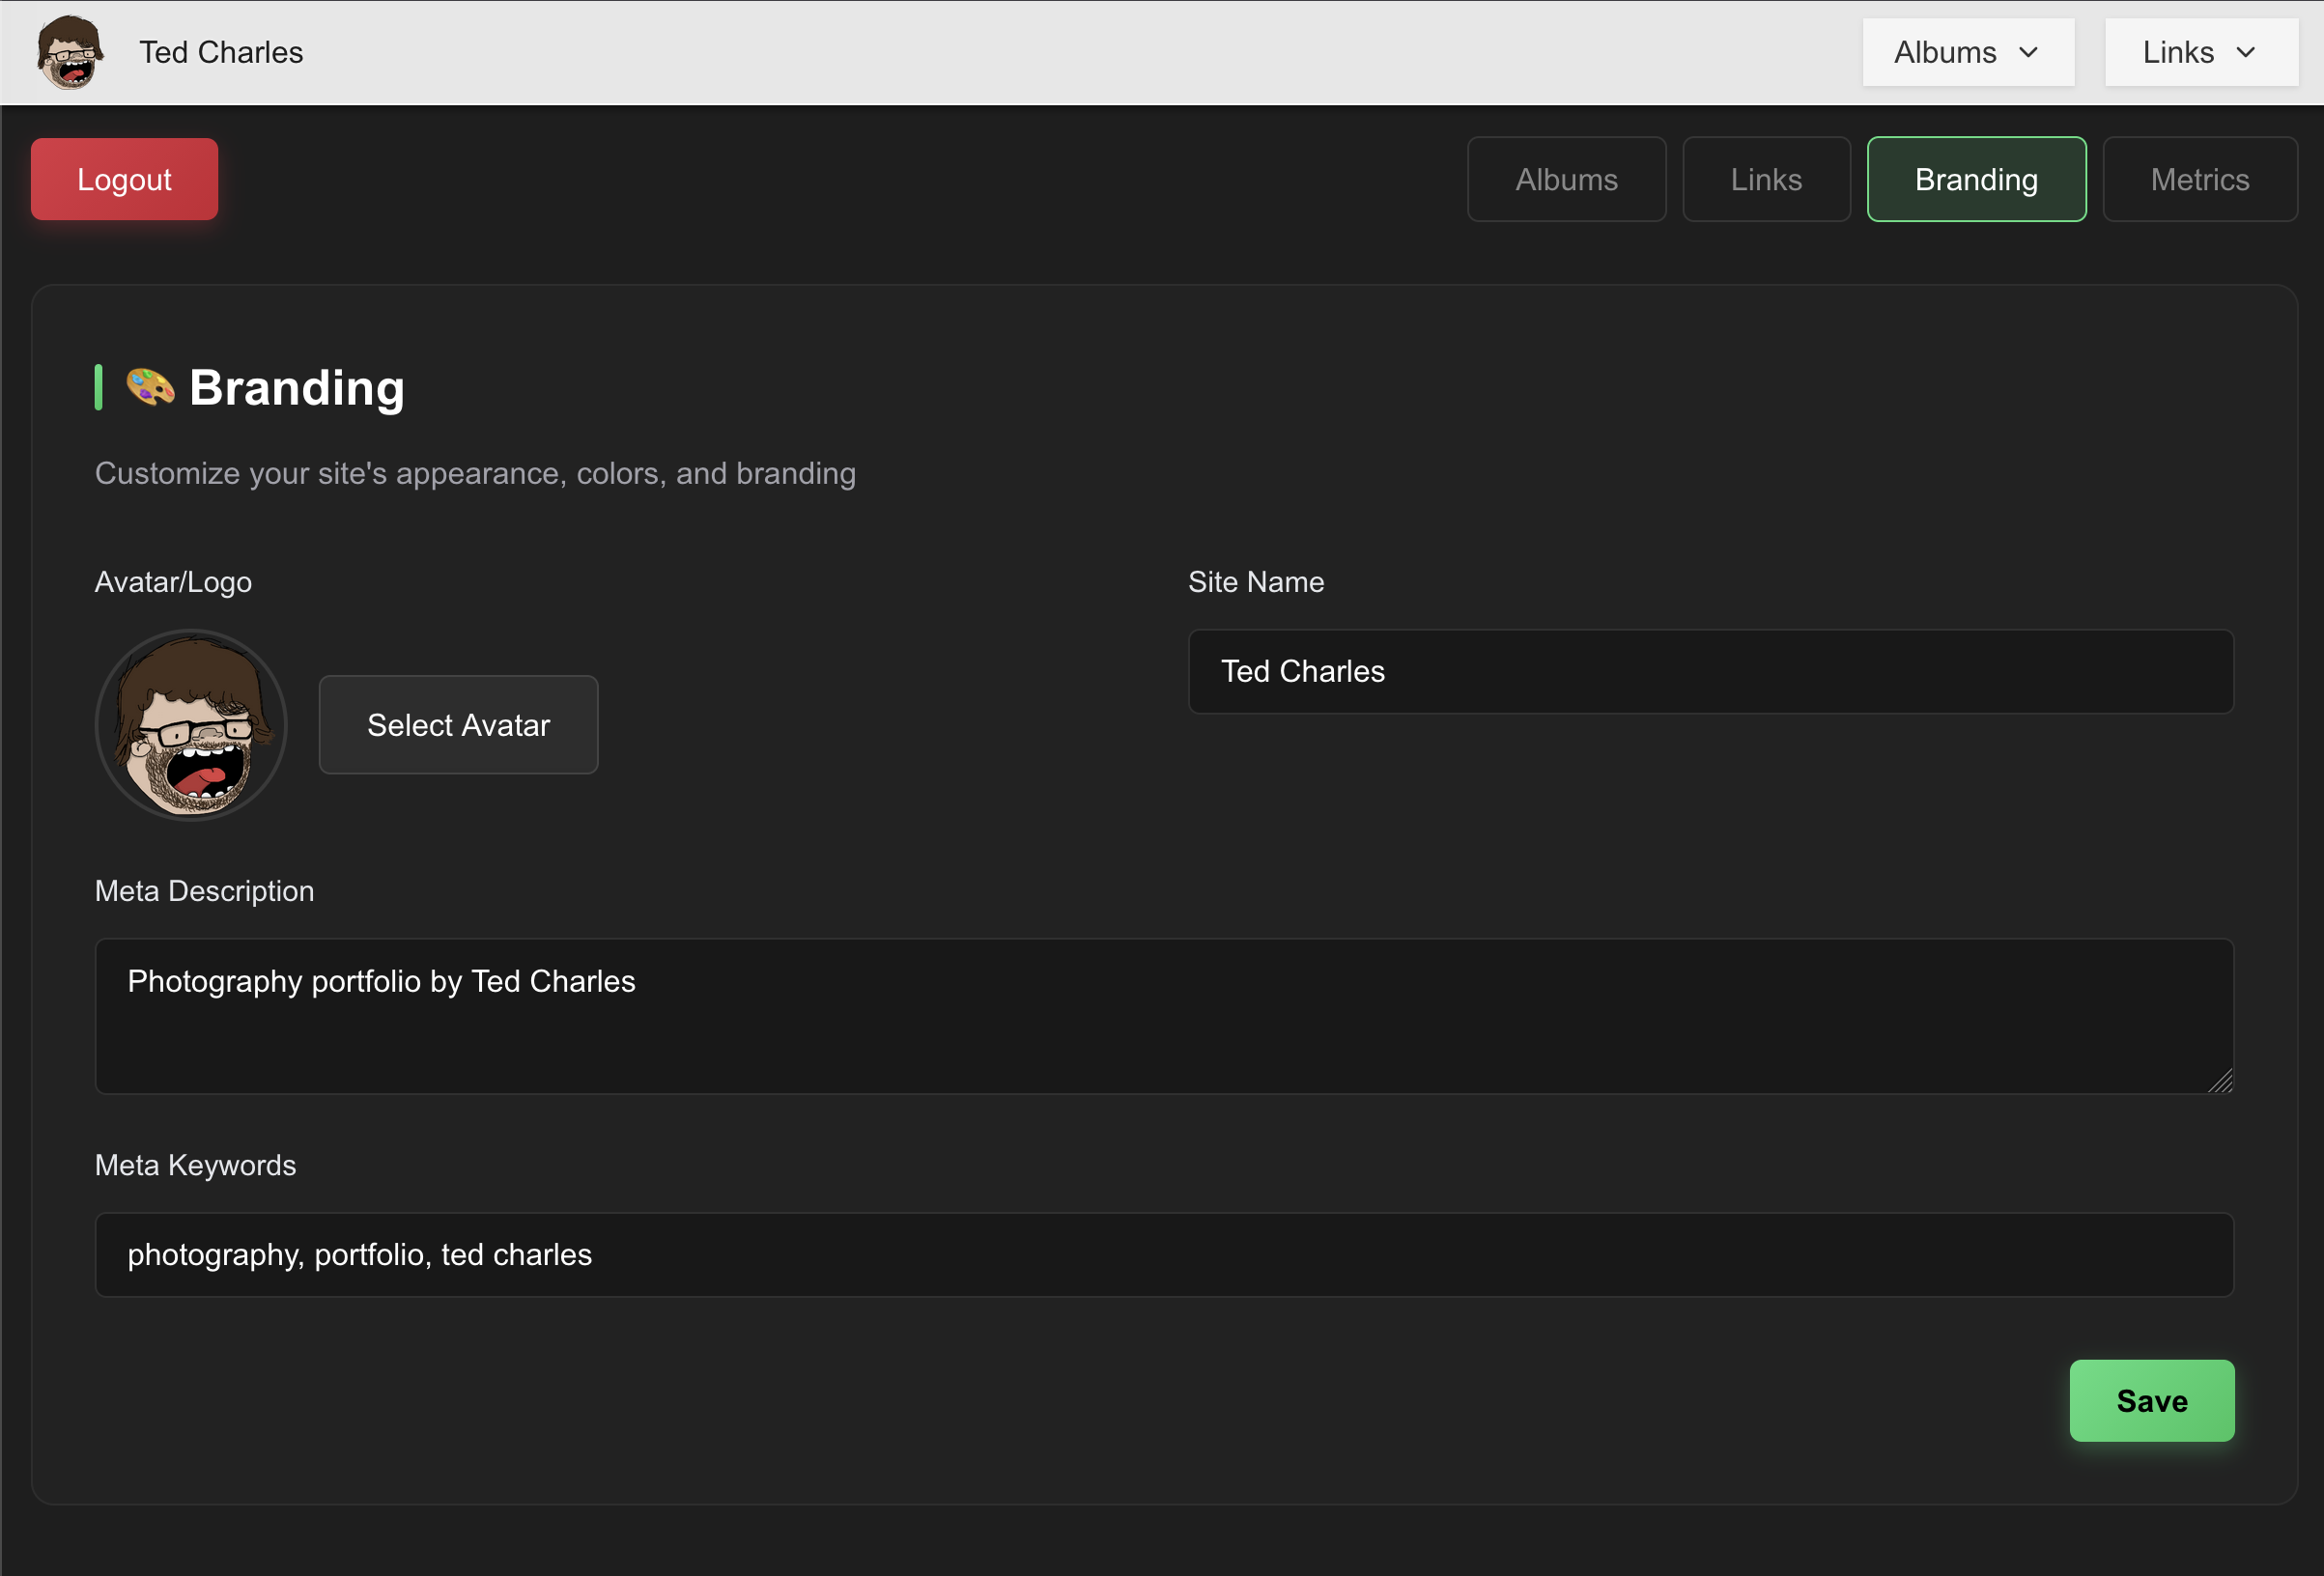 Ted Charles
Albums
Links
Logout
Albums
Links
Branding
Metrics
🎨 Branding
Customize your site's appearance, colors, and branding
Avatar/Logo
Select Avatar
Site Name
Ted Charles
Meta Description
Photography portfolio by Ted Charles
Meta Keywords
photography, portfolio, ted charles
Save